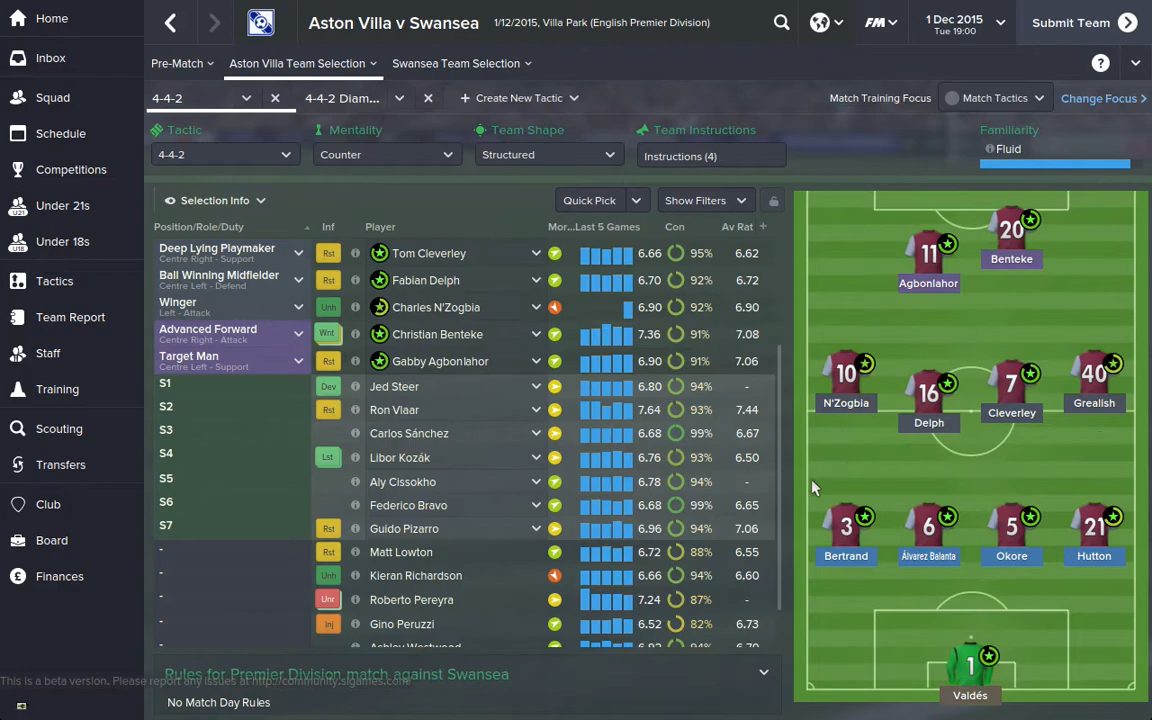 Home
Aston Villa v Swansea
1/12/2015, Villa Park (English Premier Division)
FM
1 Dec 2015
Tue 19:00
Submit Team
Inbox
Squad
Schedule
Competitions
Under 21s
Under 18s
Tactics
Team Report
Staff
Training
Scouting
Transfers
Club
Board
Finances
Pre-Match
Aston Villa Team Selection
Swansea Team Selection
4-4-2
4-4-2 Diam...
Create New Tactic
Match Training Focus
Match Tactics
Change Focus >
Tactic
Mentality
Team Shape
Team Instructions
Familiarity
4-4-2
Counter
Structured
Instructions (4)
Fluid
Selection Info
Quick Pick
Show Filters
Position/Role/Duty Inf Player Mor... Last 5 Games Con Av Rat +
Deep Lying Playmaker
Centre Right - Support
Rst Tom Cleverley 6.66 95% 6.62
Ball Winning Midfielder
Centre Left - Defend
Rst Fabian Delph 6.70 92% 6.72
Winger
Left - Attack
Unh Charles N'Zogbia 6.90 92% 6.90
Advanced Forward
Centre Right - Attack
Wnt Christian Benteke 7.36 91% 7.08
Target Man
Centre Left - Support
Rst Gabby Agbonlahor 6.90 91% 7.06
S1 Dev Jed Steer 6.80 94% -
S2 Rst Ron Vlaar 7.64 93% 7.44
S3 Carlos Sánchez 6.68 99% 6.67
S4 Lst Libor Kozák 6.76 93% 6.50
S5 Aly Cissokho 6.78 94% -
S6 Federico Bravo 6.68 99% 6.65
S7 Rst Guido Pizarro 6.96 94% 7.06
- Rst Matt Lowton 6.72 88% 6.55
- Unh Kieran Richardson 6.66 94% 6.60
- Unr Roberto Pereyra 7.24 87% -
- Inj Gino Peruzzi 6.52 82% 6.73
Rules for Premier Division match against Swansea
No Match Day Rules
This is a beta version. Please report any issues at http://community.sigames.com/
20
Benteke
11
Agbonlahor
10
N'Zogbia
16
Delph
7
Cleverley
40
Grealish
3
Bertrand
6
Álvarez Balanta
5
Okore
21
Hutton
1
Valdés